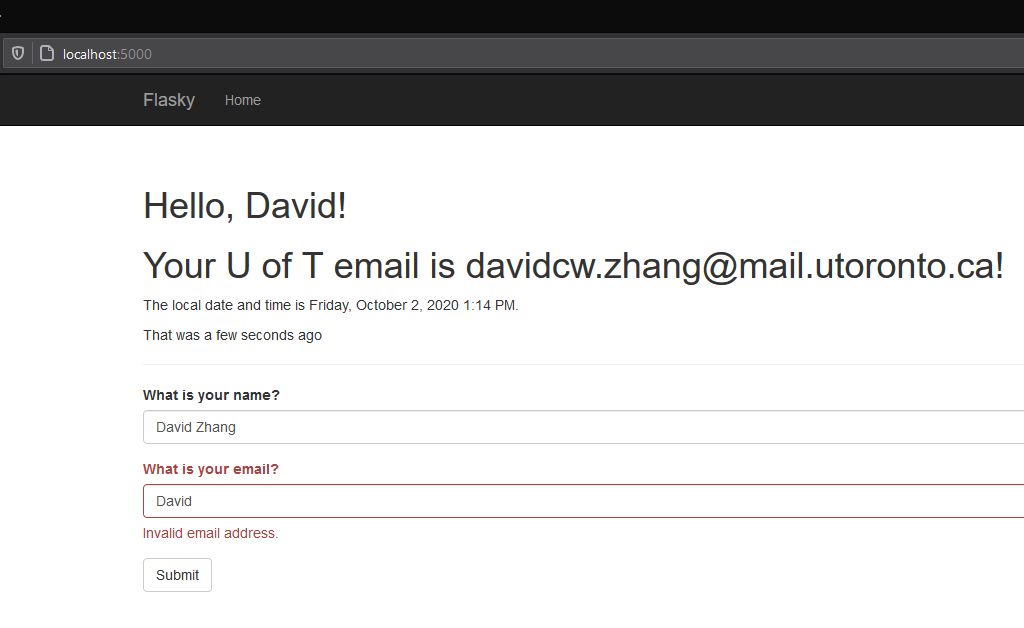 localhost:5000
Flasky Home
Hello, David!
Your U of T email is davidcw.zhang@mail.utoronto.ca!
The local date and time is Friday, October 2, 2020 1:14 PM.
That was a few seconds ago
What is your name?
David Zhang
What is your email?
David
Invalid email address.
Submit